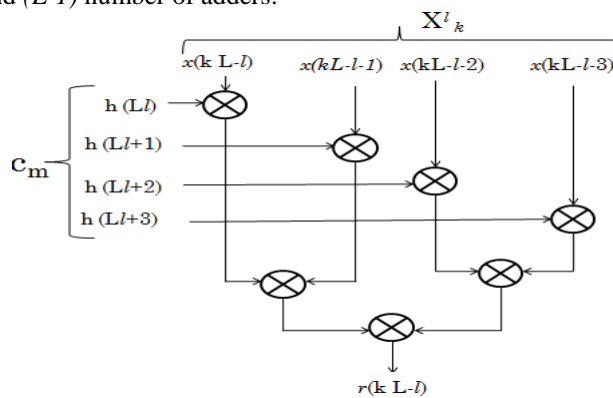 nd (L-1) number of adders.
X^l_k
x(k L-l) x(kL-l-1) x(kL-l-2) x(kL-l-3)
h (Ll)
h (Ll+1)
h (Ll+2)
h (Ll+3)
c_m
r(k L-l)